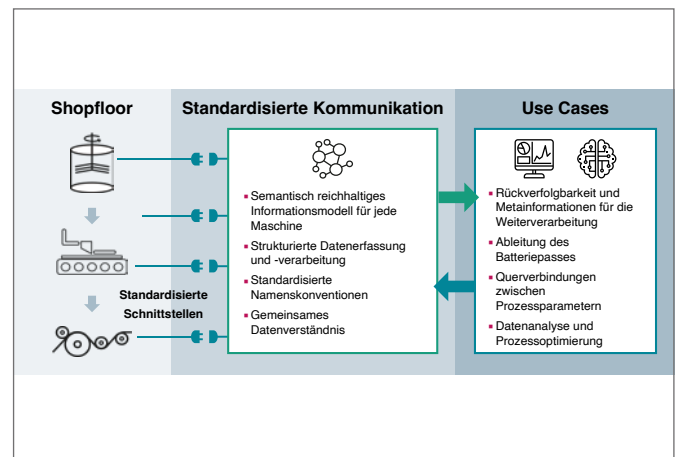 Shopfloor
Standardisierte
Schnittstellen
Standardisierte Kommunikation
▪ Semantisch reichhaltiges
Informationsmodell für jede
Maschine
▪ Strukturierte Datenerfassung
und -verarbeitung
▪ Standardisierte
Namenskonventionen
▪ Gemeinsames
Datenverständnis
Use Cases
▪ Rückverfolgbarkeit und
Metainformationen für die
Weiterverarbeitung
▪ Ableitung des
Batteriepasses
▪ Querverbindungen
zwischen
Prozessparametern
▪ Datenanalyse und
Prozessoptimierung